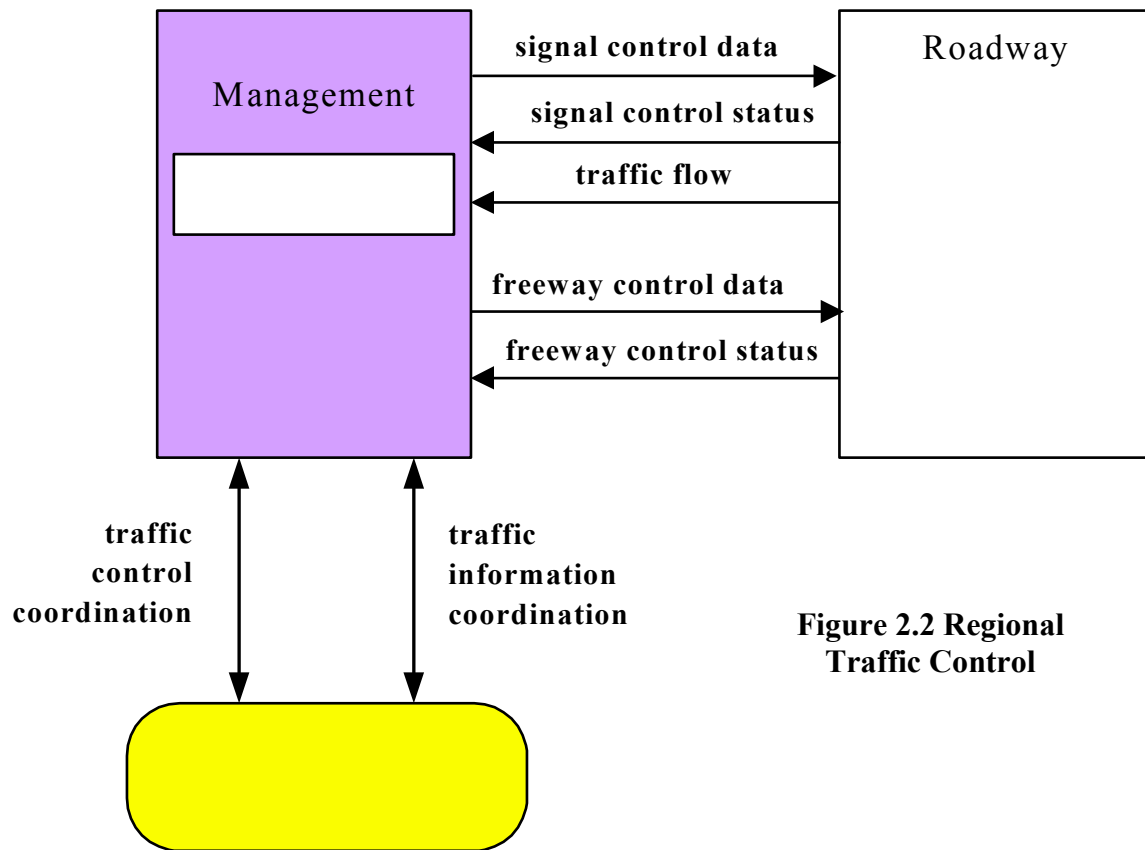 Management
signal control data
signal control status
traffic flow
freeway control data
freeway control status
Roadway
traffic
control
coordination
traffic
information
coordination
Figure 2.2 Regional
Traffic Control